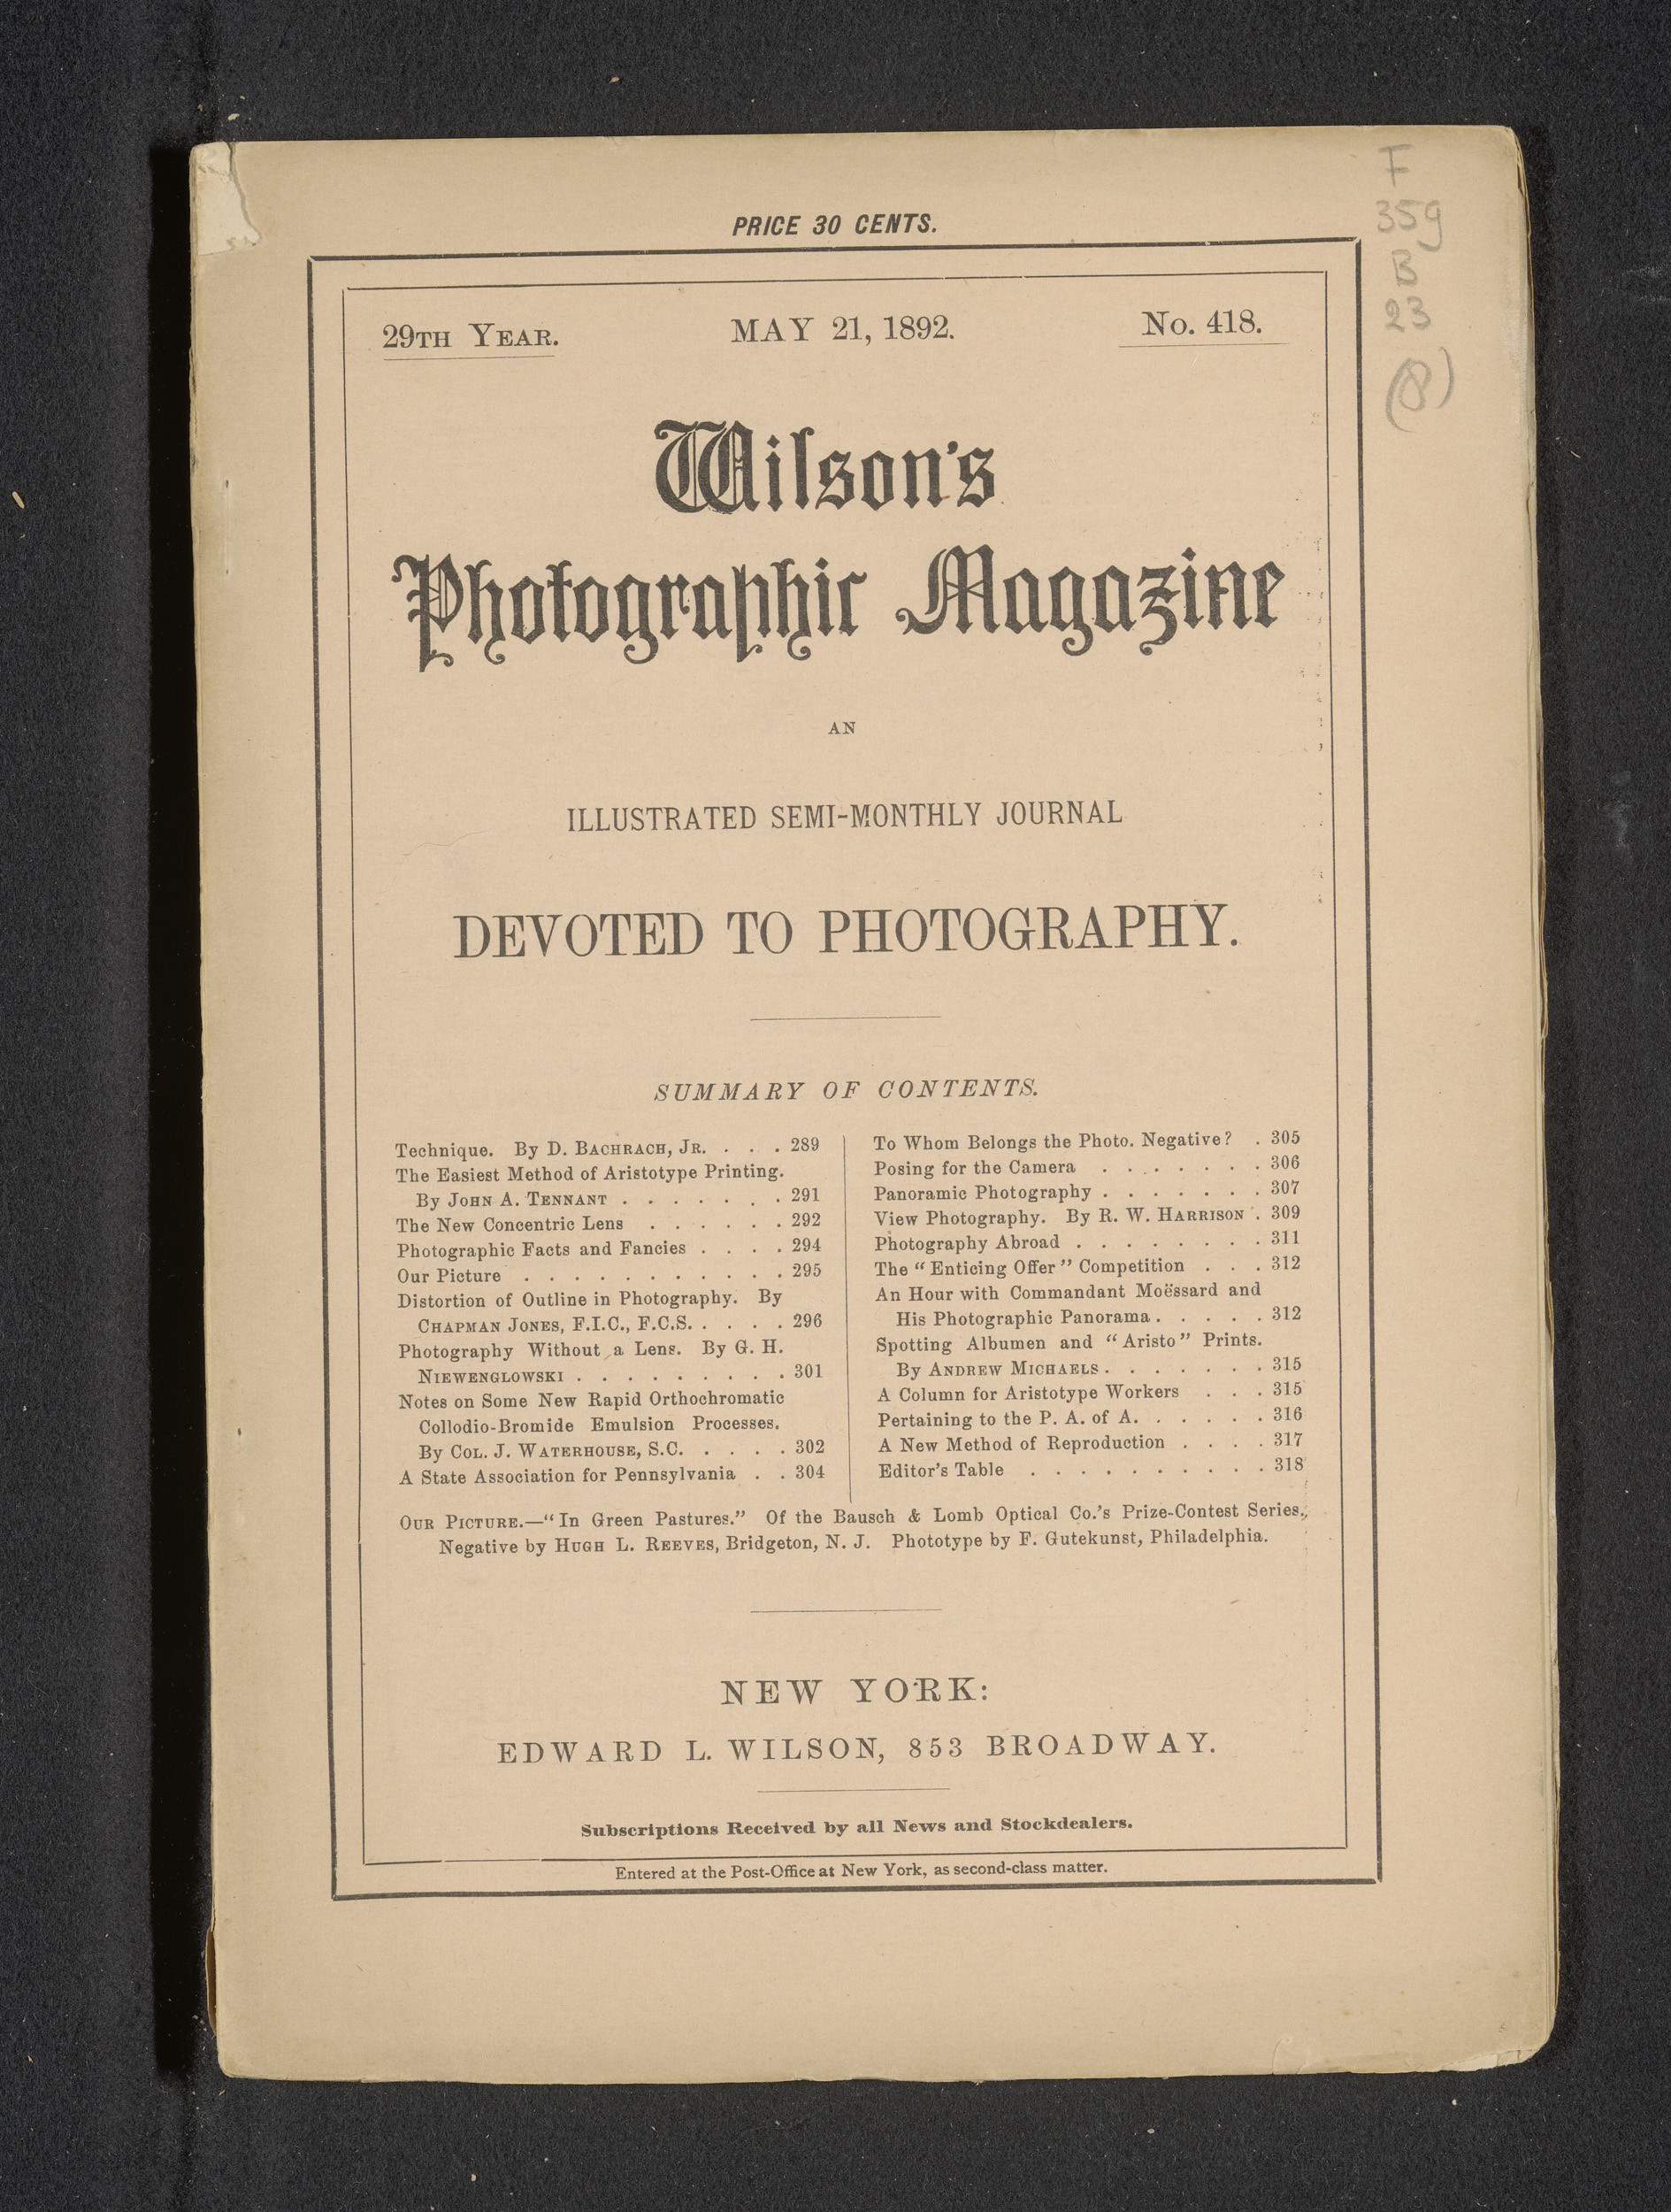 PRICE 30 CENTS.
F
359
B
23
(8)
29TH YEAR.
MAY 21, 1892.
No. 418.
Wilson's
Photographic Magazine
AN
ILLUSTRATED SEMI-MONTHLY JOURNAL
DEVOTED TO PHOTOGRAPHY.
SUMMARY OF CONTENTS.
Technique. By D. BACHRACH, JR. . . . 289
The Easiest Method of Aristotype Printing.
By JOHN A. TENNANT . . . . . . . 291
The New Concentric Lens . . . . . . 292
Photographic Facts and Fancies . . . . 294
Our Picture . . . . . . . . . . . 295
Distortion of Outline in Photography. By
CHAPMAN JONES, F.I.C., F.C.S. . . . . 296
Photography Without a Lens. By G. H.
NIEWENGLOWSKI . . . . . . . . . 301
Notes on Some New Rapid Orthochromatic
Collodio-Bromide Emulsion Processes.
By COL. J. WATERHOUSE, S.C. . . . . 302
A State Association for Pennsylvania . . 304
To Whom Belongs the Photo. Negative? . 305
Posing for the Camera . . . . . . . 306
Panoramic Photography . . . . . . . 307
View Photography. By R. W. HARRISON . 309
Photography Abroad . . . . . . . . 311
The "Enticing Offer" Competition . . . 312
An Hour with Commandant Moëssard and
His Photographic Panorama . . . . . 312
Spotting Albumen and "Aristo" Prints.
By ANDREW MICHAELS . . . . . . . 315
A Column for Aristotype Workers . . . 315
Pertaining to the P. A. of A. . . . . . 316
A New Method of Reproduction . . . . 317
Editor's Table . . . . . . . . . . 318
OUR PICTURE.—"In Green Pastures." Of the Bausch & Lomb Optical Co.'s Prize-Contest Series.
Negative by HUGH L. REEVES, Bridgeton, N. J. Phototype by F. Gutekunst, Philadelphia.
NEW YORK:
EDWARD L. WILSON, 853 BROADWAY.
Subscriptions Received by all News and Stockdealers.
Entered at the Post-Office at New York, as second-class matter.